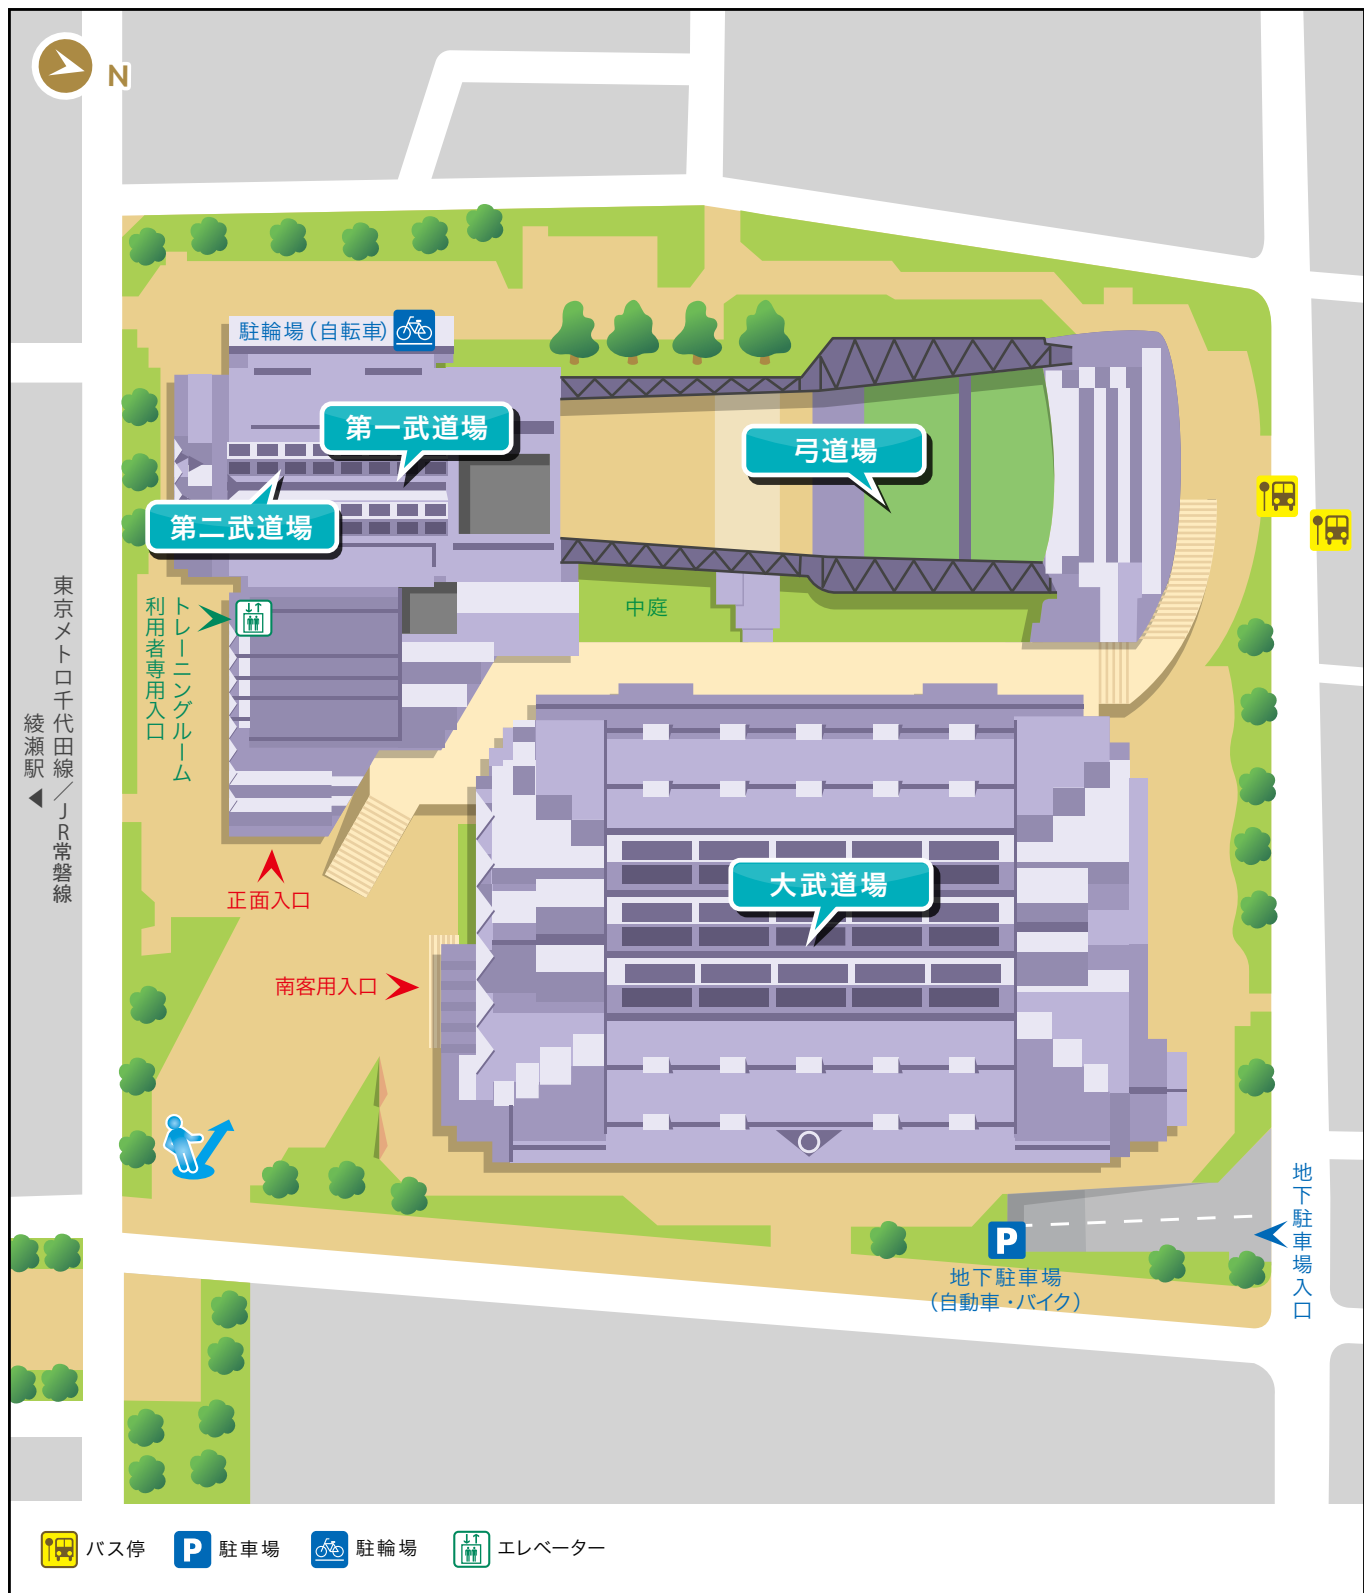 N
駐輪場（自転車）
第一武道場
弓道場
第二武道場
中庭
トレーニングルーム
利用者専用入口
東京メトロ千代田線／JR常磐線
綾瀬駅
大武道場
正面入口
南客用入口
地下駐車場入口
P
地下駐車場
（自動車・バイク）
バス停
P
駐車場
駐輪場
エレベーター